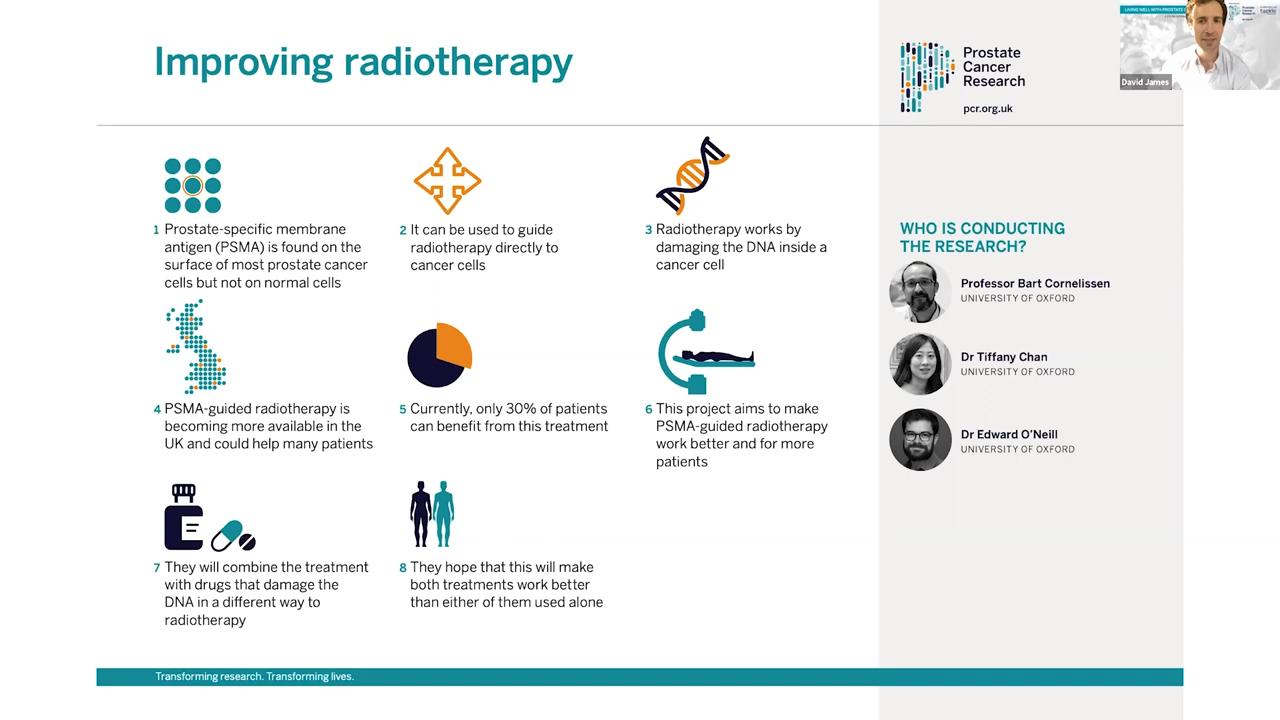 Improving radiotherapy
Prostate
Cancer
Research
pcr.org.uk
David James
1 Prostate-specific membrane
antigen (PSMA) is found on the
surface of most prostate cancer
cells but not on normal cells
2 It can be used to guide
radiotherapy directly to
cancer cells
3 Radiotherapy works by
damaging the DNA inside a
cancer cell
4 PSMA-guided radiotherapy is
becoming more available in the
UK and could help many patients
5 Currently, only 30% of patients
can benefit from this treatment
6 This project aims to make
PSMA-guided radiotherapy
work better and for more
patients
7 They will combine the treatment
with drugs that damage the
DNA in a different way to
radiotherapy
8 They hope that this will make
both treatments work better
than either of them used alone
WHO IS CONDUCTING
THE RESEARCH?
Professor Bart Cornelissen
UNIVERSITY OF OXFORD
Dr Tiffany Chan
UNIVERSITY OF OXFORD
Dr Edward O'Neill
UNIVERSITY OF OXFORD
Transforming research. Transforming lives.
LIVING WELL WITH PROSTATE
Prostate
Cancer
Research